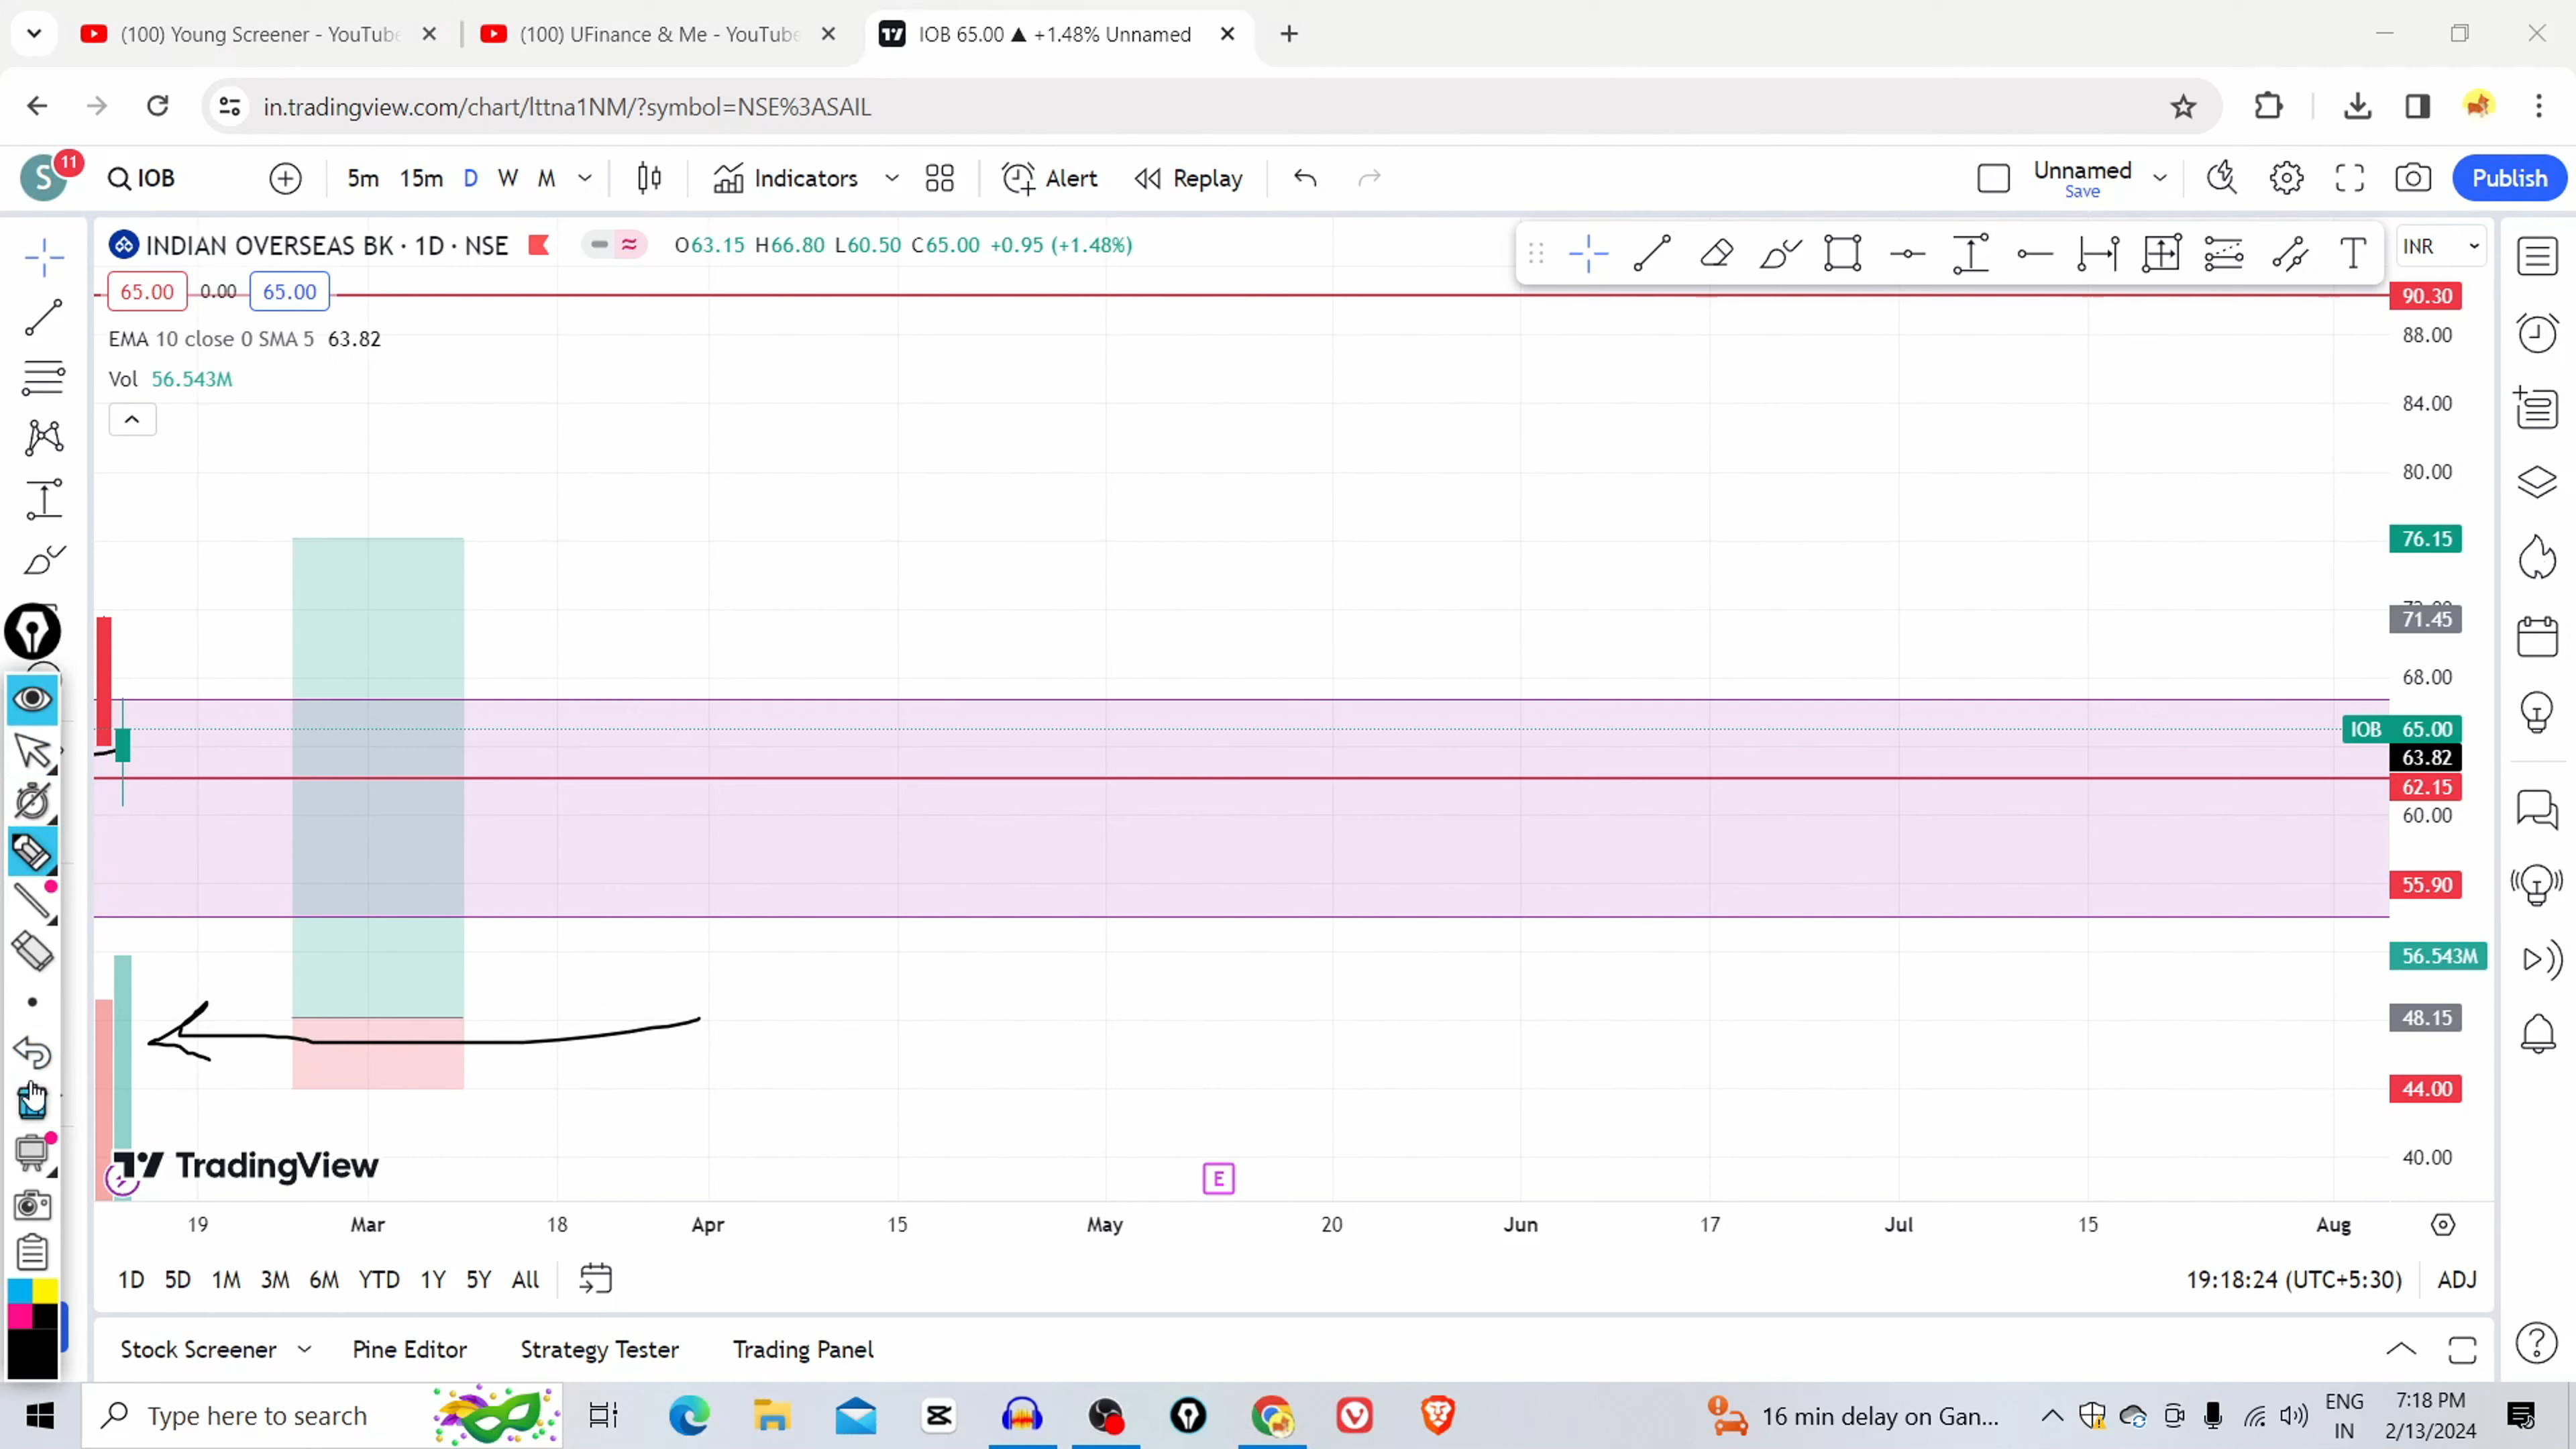 (100) Young Screener - YouTube
(100) UFinance & Me - YouTube
IOB 65.00 ▲ +1.48% Unnamed
in.tradingview.com/chart/lttna1NM/?symbol=NSE%3ASAIL
S
11
IOB
5m 15m D W M
Indicators
Alert
Replay
Unnamed
Save
Publish
INDIAN OVERSEAS BK · 1D · NSE
O63.15 H66.80 L60.50 C65.00 +0.95 (+1.48%)
T
INR
65.00 0.00 65.00
EMA 10 close 0 SMA 5 63.82
Vol 56.543M
90.30
88.00
84.00
80.00
76.15
71.45
68.00
IOB 65.00
63.82
62.15
60.00
55.90
56.543M
48.15
44.00
40.00
TradingView
E
19 Mar 18 Apr 15 May 20 Jun 17 Jul 15 Aug
1D 5D 1M 3M 6M YTD 1Y 5Y All
19:18:24 (UTC+5:30) ADJ
Stock Screener Pine Editor Strategy Tester Trading Panel
Type here to search
16 min delay on Gan...
ENG
IN
7:18 PM
2/13/2024